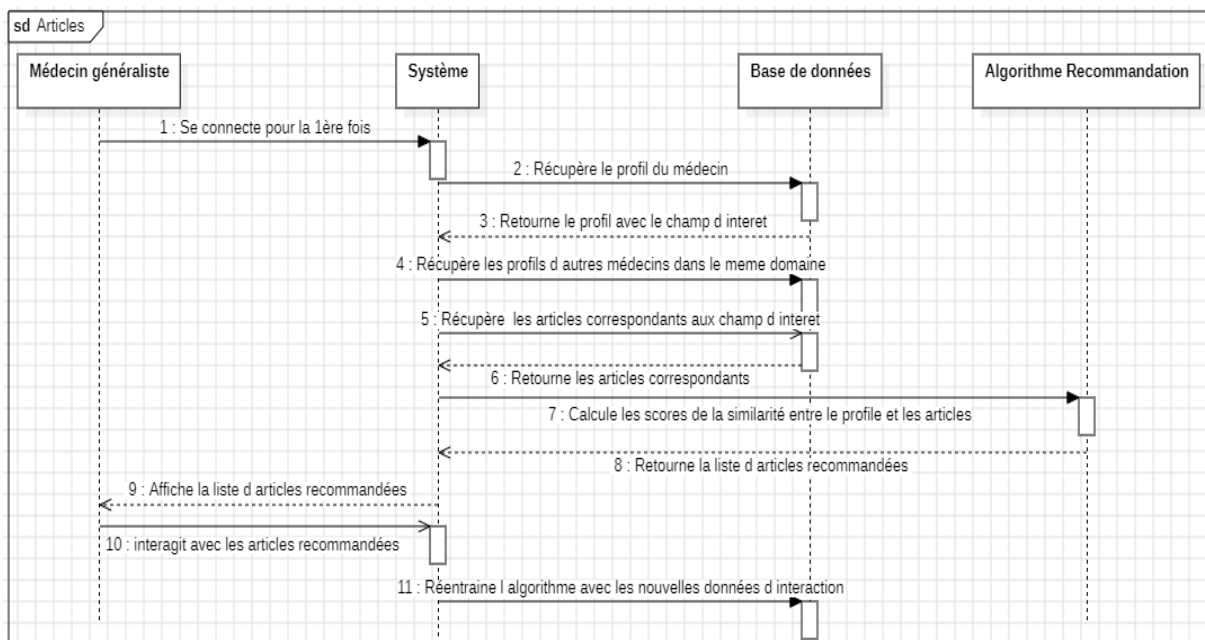 sd Articles
Médecin généraliste
Système
Base de données
Algorithme Recommandation
1 : Se connecte pour la 1ère fois
2 : Récupère le profil du médecin
3 : Retourne le profil avec le champ d interet
4 : Récupère les profils d autres médecins dans le meme domaine
5 : Récupère les articles correspondants aux champ d interet
6 : Retourne les articles correspondants
7 : Calcule les scores de la similarité entre le profile et les articles
8 : Retourne la liste d articles recommandées
9 : Affiche la liste d articles recommandées
10 : interagit avec les articles recommandées
11 : Réentraine l algorithme avec les nouvelles données d interaction